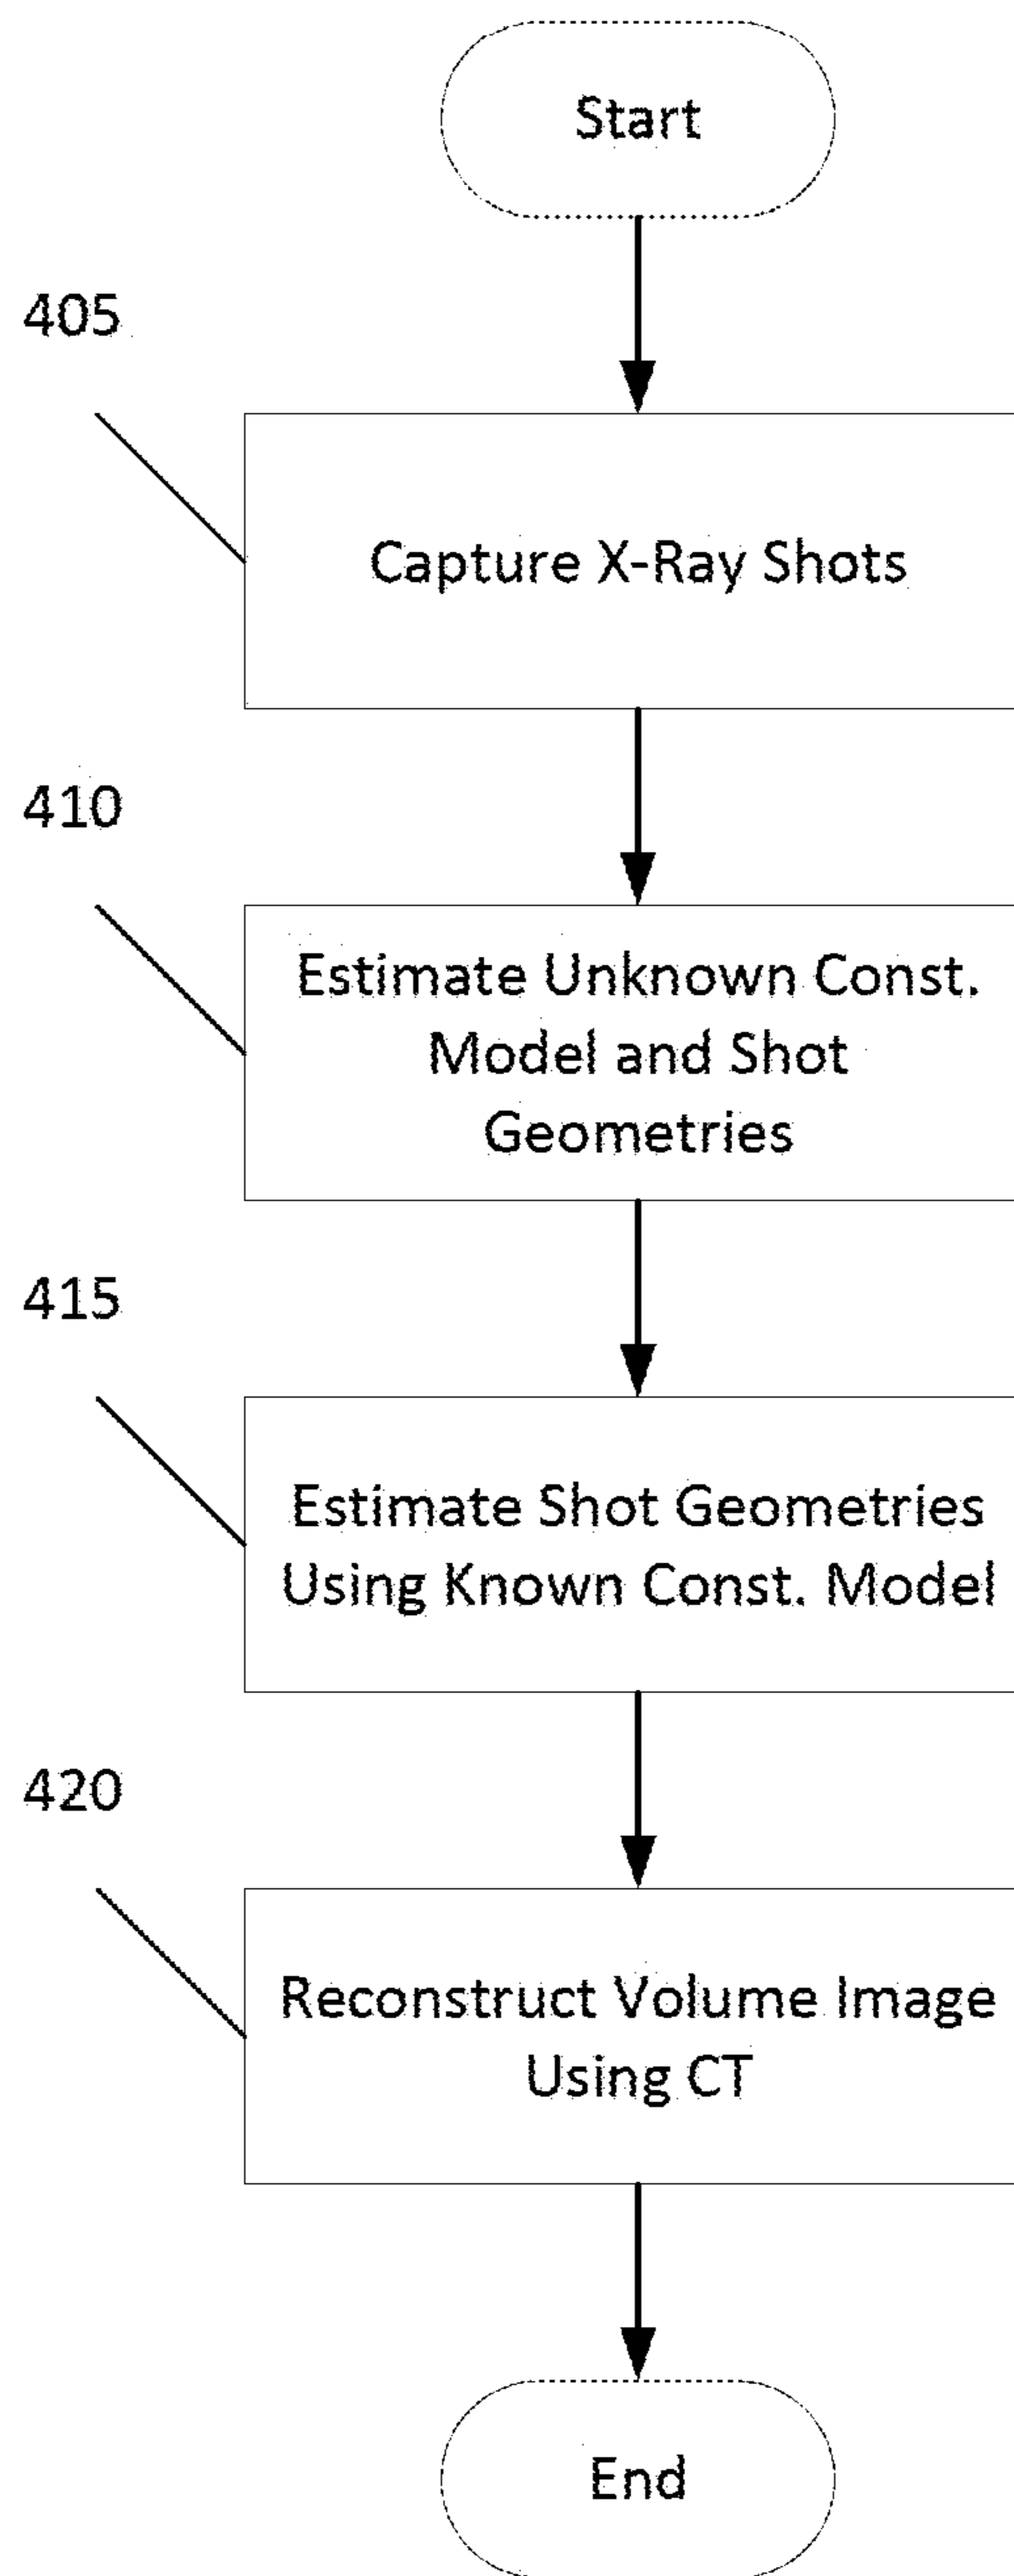 Start
405
Capture X-Ray Shots
410
Estimate Unknown Const.
Model and Shot
Geometries
415
Estimate Shot Geometries
Using Known Const. Model
420
Reconstruct Volume Image
Using CT
End